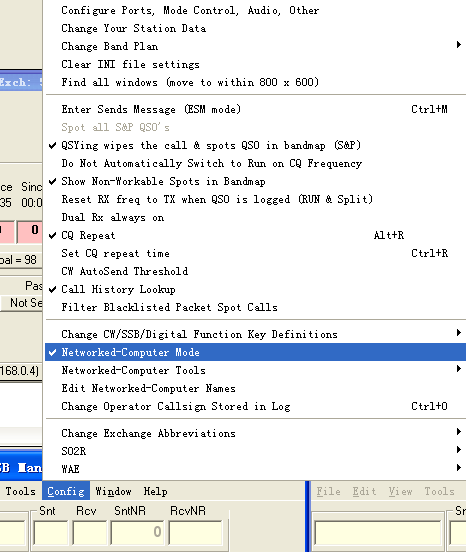 Configure Ports, Mode Control, Audio, Other
Change Your Station Data
Change Band Plan
Clear INI file settings
Exch:
Find all windows (move to within 800 x 600)
Enter Sends Message (ESM mode) Ctrl+M
Spot all S&P QSO's
QSYing wipes the call & spots QSO in bandmap (S&P)
Do Not Automatically Switch to Run on CQ Frequency
Show Non-Workable Spots in Bandmap
Reset RX freq to TX when QSO is logged (RUN & Split)
Dual Rx always on
CQ Repeat Alt+R
Set CQ repeat time Ctrl+R
CW AutoSend Threshold
Call History Lookup
Filter Blacklisted Packet Spot Calls
Change CW/SSB/Digital Function Key Definitions
Networked-Computer Mode
Networked-Computer Tools
Edit Networked-Computer Names
Change Operator Callsign Stored in Log Ctrl+O
Change Exchange Abbreviations
SO2R
WAE
ce Sinc
35 00:0
0
oal = 98
Pas
Not Se
168.0.4)
SB Man
Tools Config Window Help
File Edit View Tools
Snt Rcv SntNR RcvNR
0
Sn